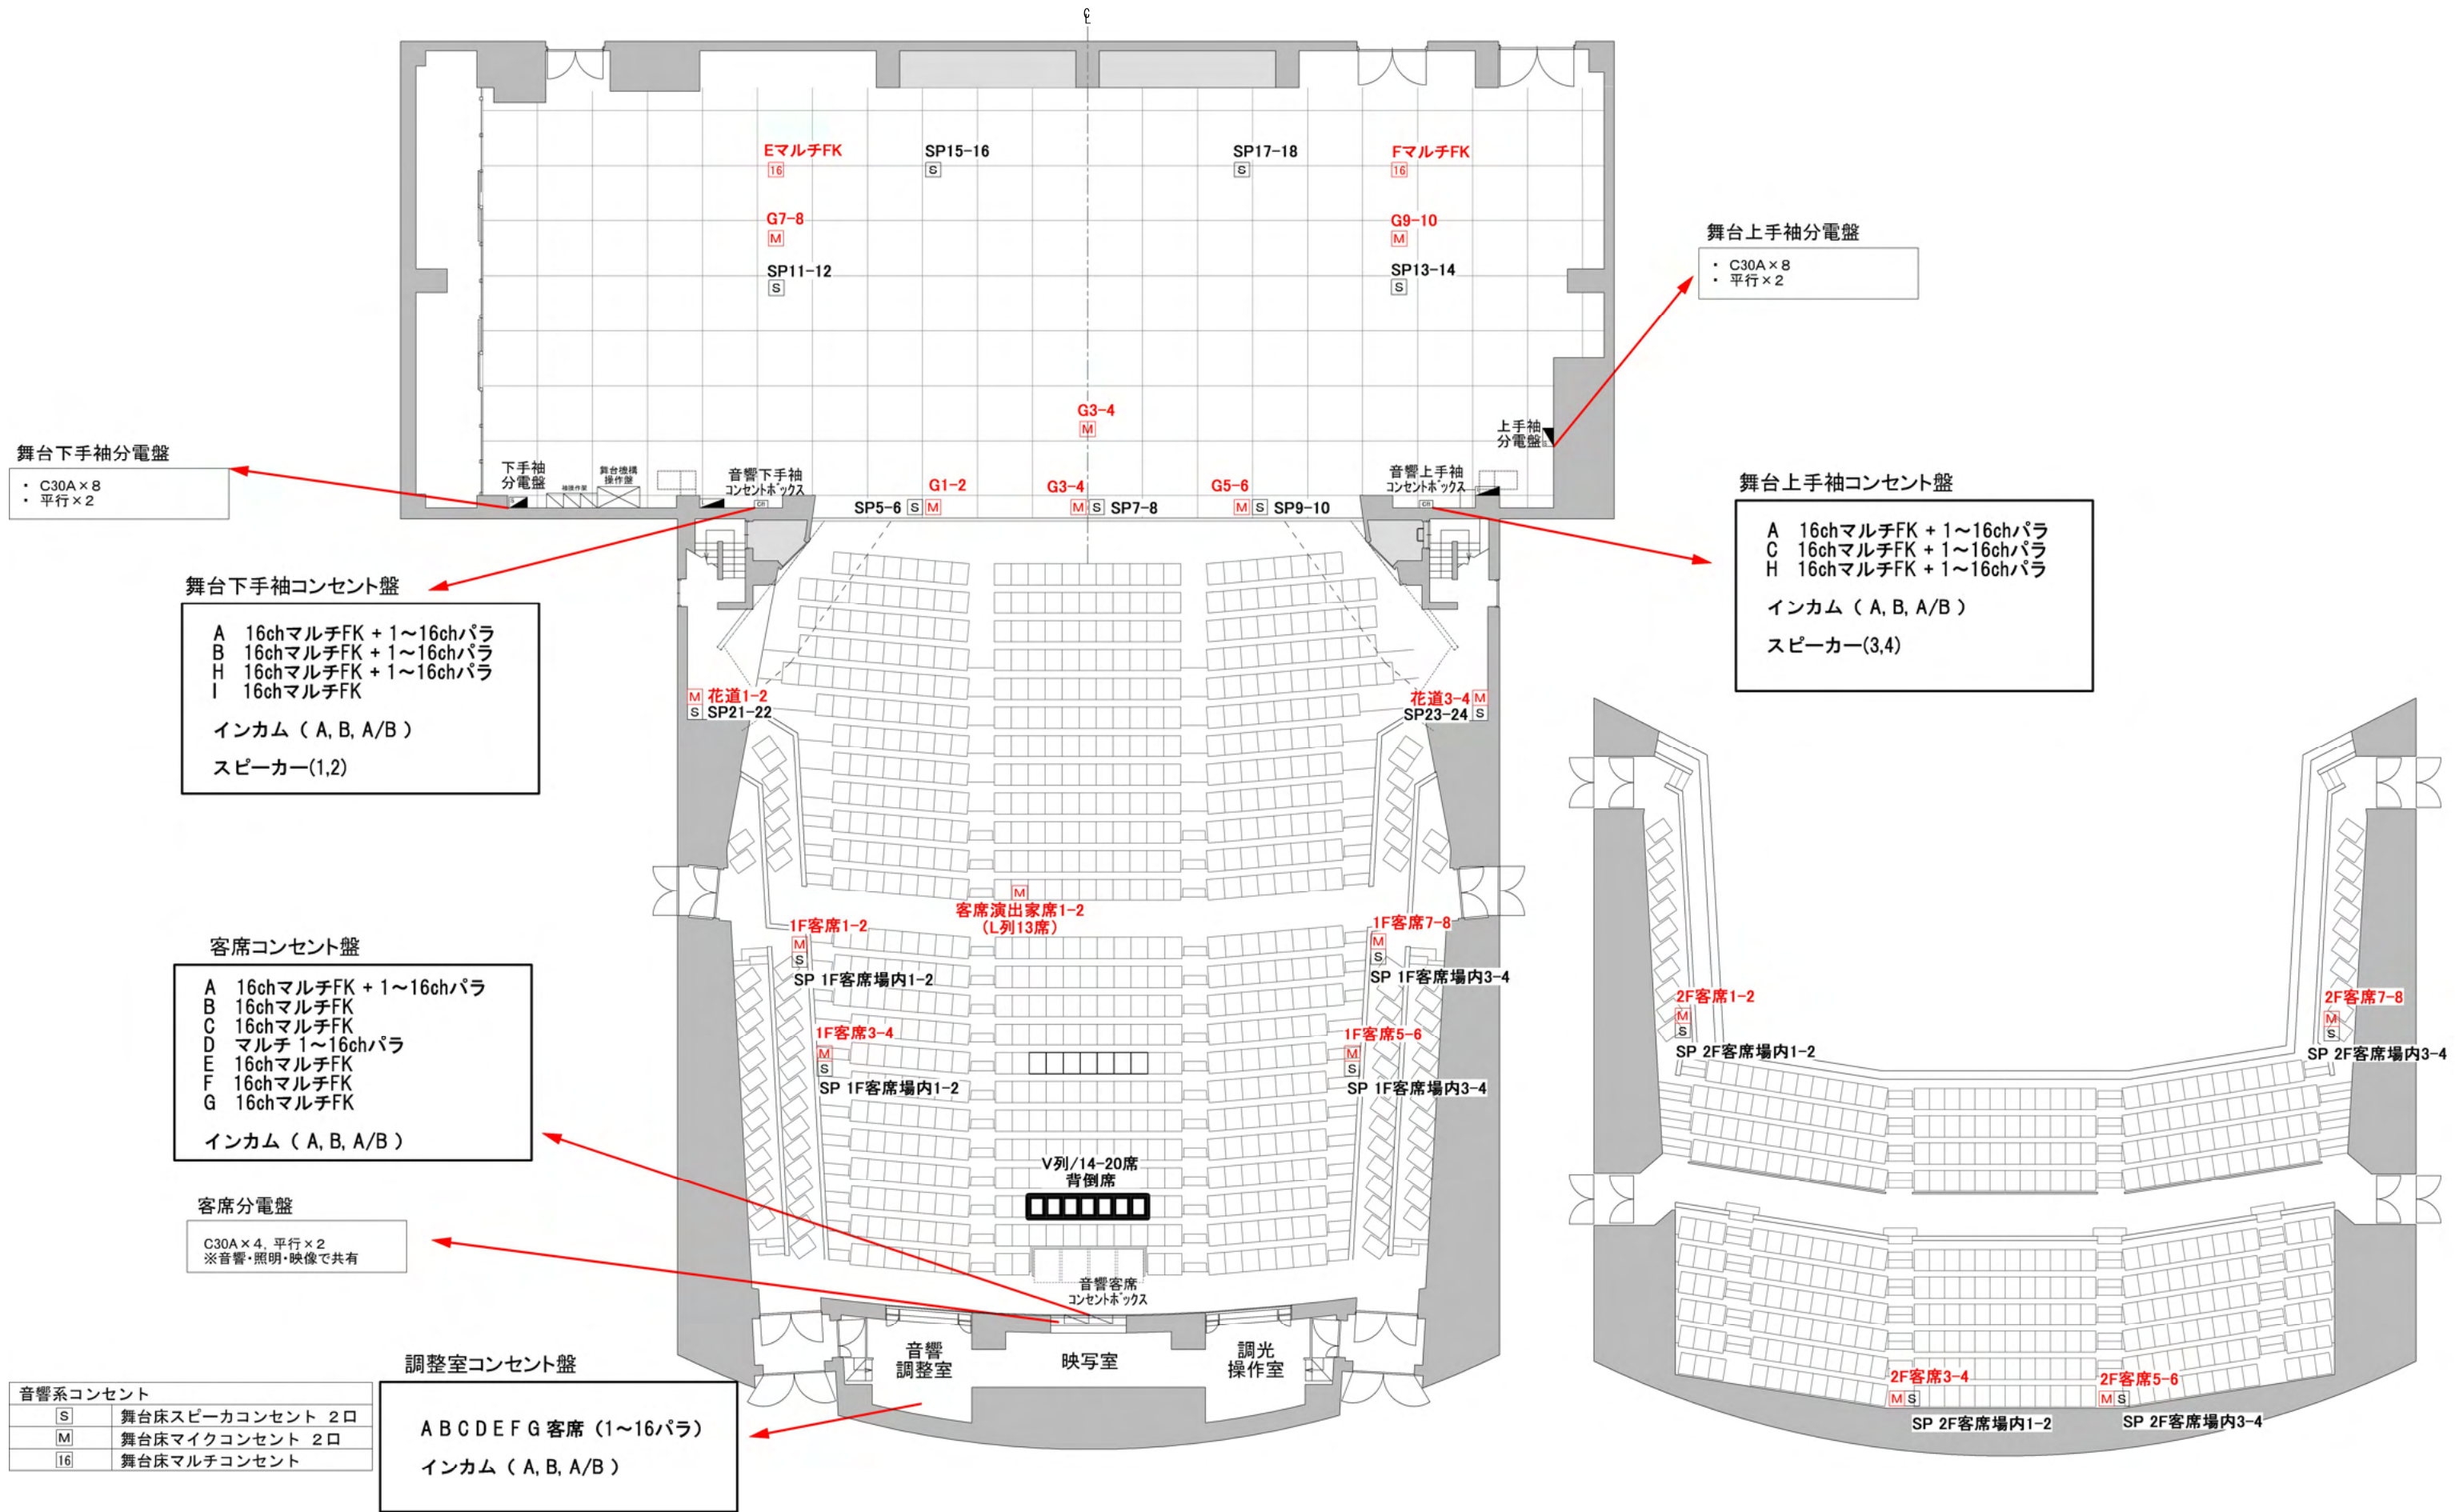 ℄
EマルチFK
16
SP15-16
S
SP17-18
S
FマルチFK
16
G7-8
M
G9-10
M
SP11-12
S
SP13-14
S
舞台上手袖分電盤
・ C30A×8
・ 平行×2
G3-4
M
上手袖
分電盤
舞台下手袖分電盤
・ C30A×8
・ 平行×2
下手袖
分電盤
舞台機構
操作盤
音響下手袖
コンセントボックス
音響上手袖
コンセントボックス
G1-2
G3-4
G5-6
SP5-6 S M
M S SP7-8
M S SP9-10
舞台上手袖コンセント盤
A 16chマルチFK + 1～16chパラ
C 16chマルチFK + 1～16chパラ
H 16chマルチFK + 1～16chパラ
インカム ( A, B, A/B )
スピーカー(3,4)
舞台下手袖コンセント盤
A 16chマルチFK + 1～16chパラ
B 16chマルチFK + 1～16chパラ
H 16chマルチFK + 1～16chパラ
I 16chマルチFK
インカム ( A, B, A/B )
スピーカー(1,2)
M 花道1-2
S SP21-22
花道3-4 M
SP23-24 S
M
客席演出家席1-2
(L列13席)
1F客席1-2
M
S
SP 1F客席場内1-2
1F客席7-8
M
S
SP 1F客席場内3-4
1F客席3-4
M
S
SP 1F客席場内1-2
1F客席5-6
M
S
SP 1F客席場内3-4
客席コンセント盤
A 16chマルチFK + 1～16chパラ
B 16chマルチFK
C 16chマルチFK
D マルチ 1～16chパラ
E 16chマルチFK
F 16chマルチFK
G 16chマルチFK
インカム ( A, B, A/B )
V列/14-20席
背倒席
客席分電盤
C30A×4, 平行×2
※音響・照明・映像で共有
音響客席
コンセントボックス
音響
調整室
映写室
調光
操作室
調整室コンセント盤
A B C D E F G 客席 (1～16パラ)
インカム ( A, B, A/B )
音響系コンセント
S 舞台床スピーカコンセント 2口
M 舞台床マイクコンセント 2口
16 舞台床マルチコンセント
2F客席1-2
M
S
SP 2F客席場内1-2
2F客席7-8
M
S
SP 2F客席場内3-4
2F客席3-4
M S
SP 2F客席場内1-2
2F客席5-6
M S
SP 2F客席場内3-4